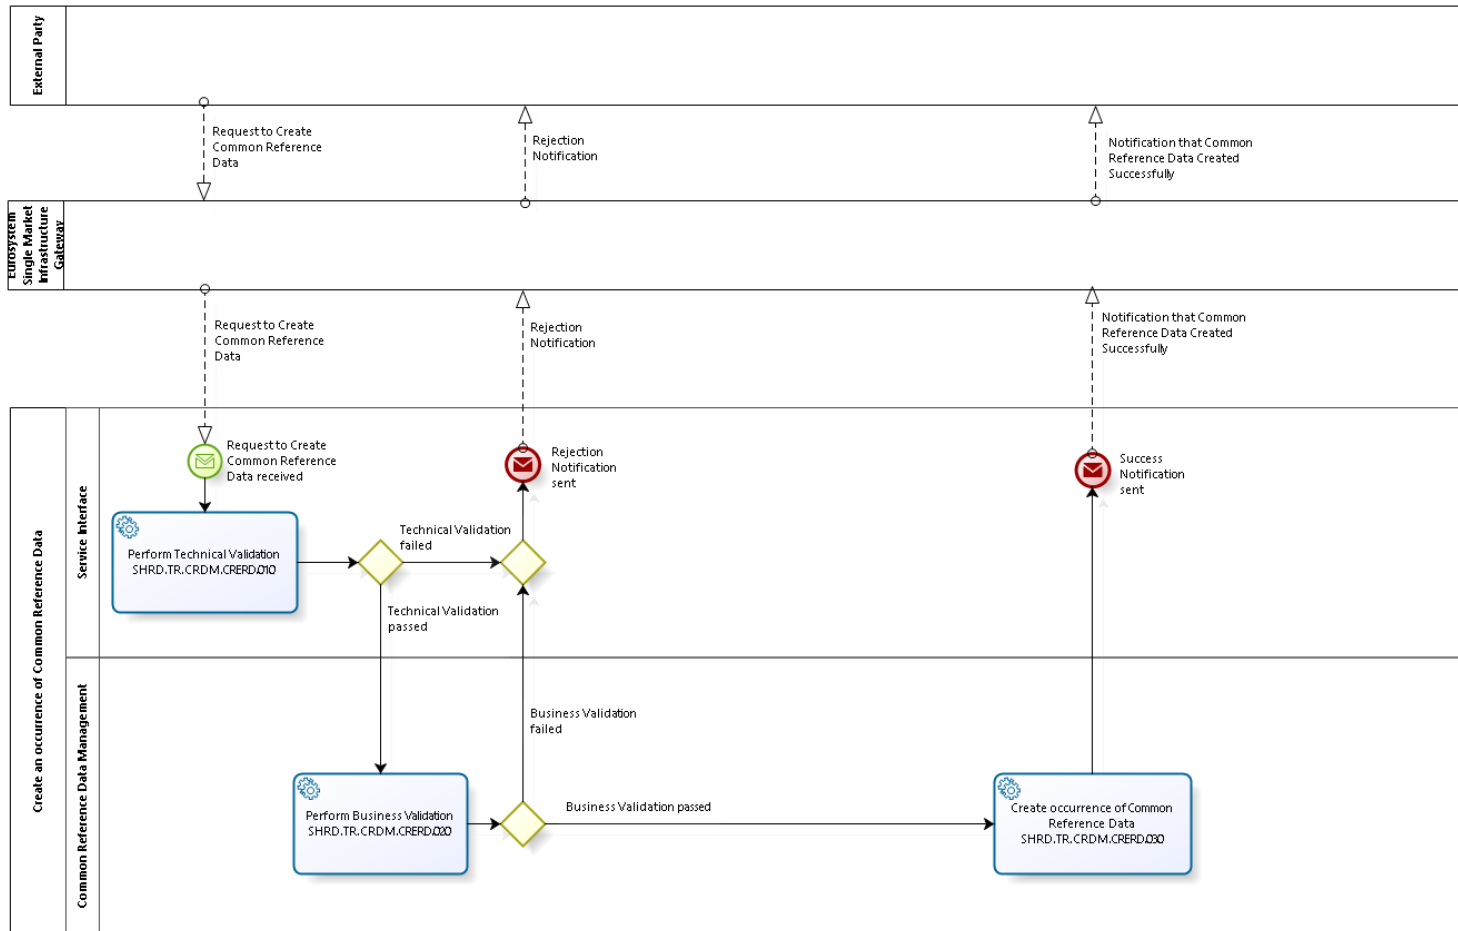 External Party
Request to Create
Common Reference
Data
Rejection
Notification
Notification that Common
Reference Data Created
Successfully
Eurosystem
Single Market
Infrastructure
Gateway
Request to Create
Common Reference
Data
Rejection
Notification
Notification that Common
Reference Data Created
Successfully
Create an occurrence of Common Reference Data
Service Interface
Request to Create
Common Reference
Data received
Rejection
Notification
sent
Success
Notification
sent
Perform Technical Validation
SHRD.TR.CRDM.CRERD.010
Technical Validation
failed
Technical Validation
passed
Common Reference Data Management
Business Validation
failed
Perform Business Validation
SHRD.TR.CRDM.CRERD.020
Business Validation passed
Create occurrence of Common
Reference Data
SHRD.TR.CRDM.CRERD.030